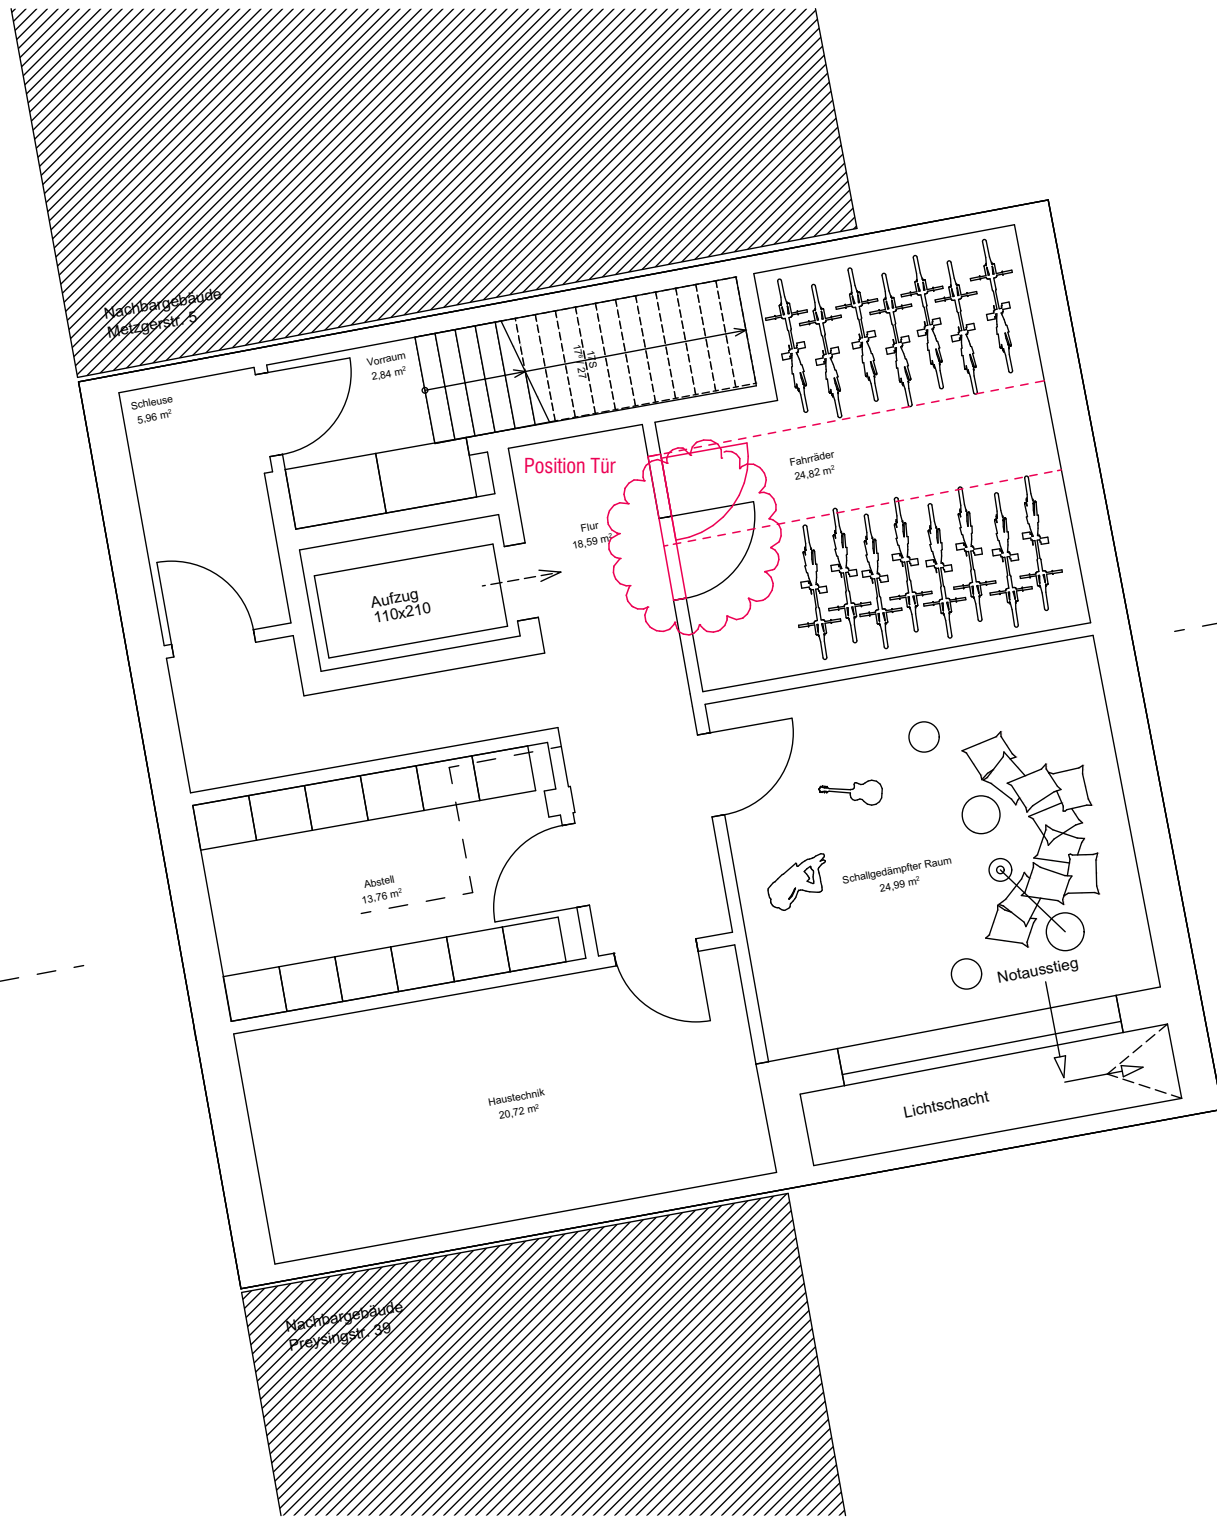 Nachbargebäude
Metzgerstr. 5
Schleuse
5.96 m²
Vorraum
2,84 m²
17 S
17⁵/27
Position Tür
Fahrräder
24,82 m²
Flur
18,59 m²
Aufzug
110x210
Abstell
13.76 m²
Schallgedämpfter Raum
24,99 m²
Notausstieg
Haustechnik
20,72 m²
Lichtschacht
Nachbargebäude
Preysingstr. 39